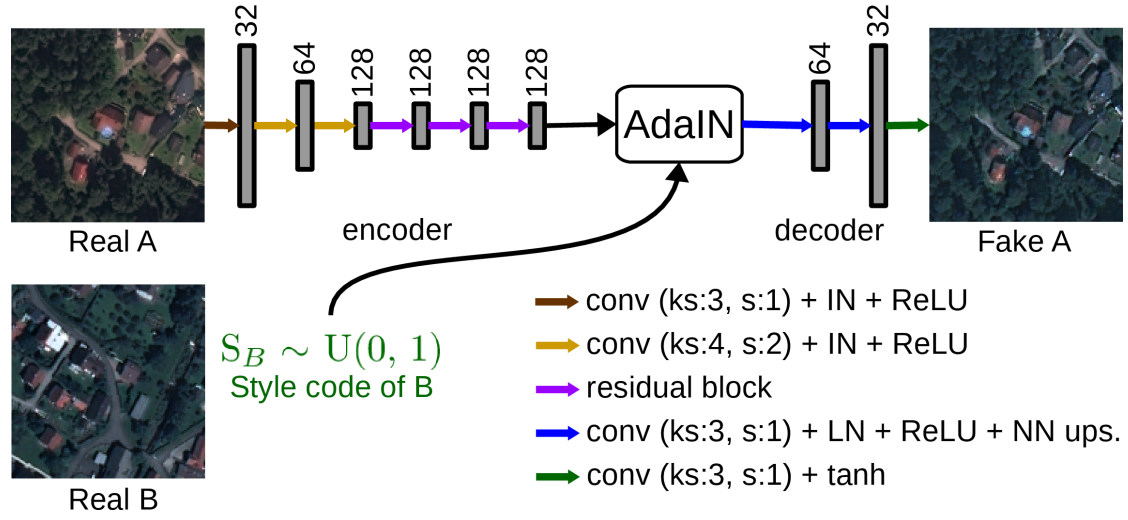 32
64
128
128
128
128
AdaIN
64
32
Real A
encoder
decoder
Fake A
S_B ∼ U(0, 1)
Style code of B
Real B
conv (ks:3, s:1) + IN + ReLU
conv (ks:4, s:2) + IN + ReLU
residual block
conv (ks:3, s:1) + LN + ReLU + NN ups.
conv (ks:3, s:1) + tanh